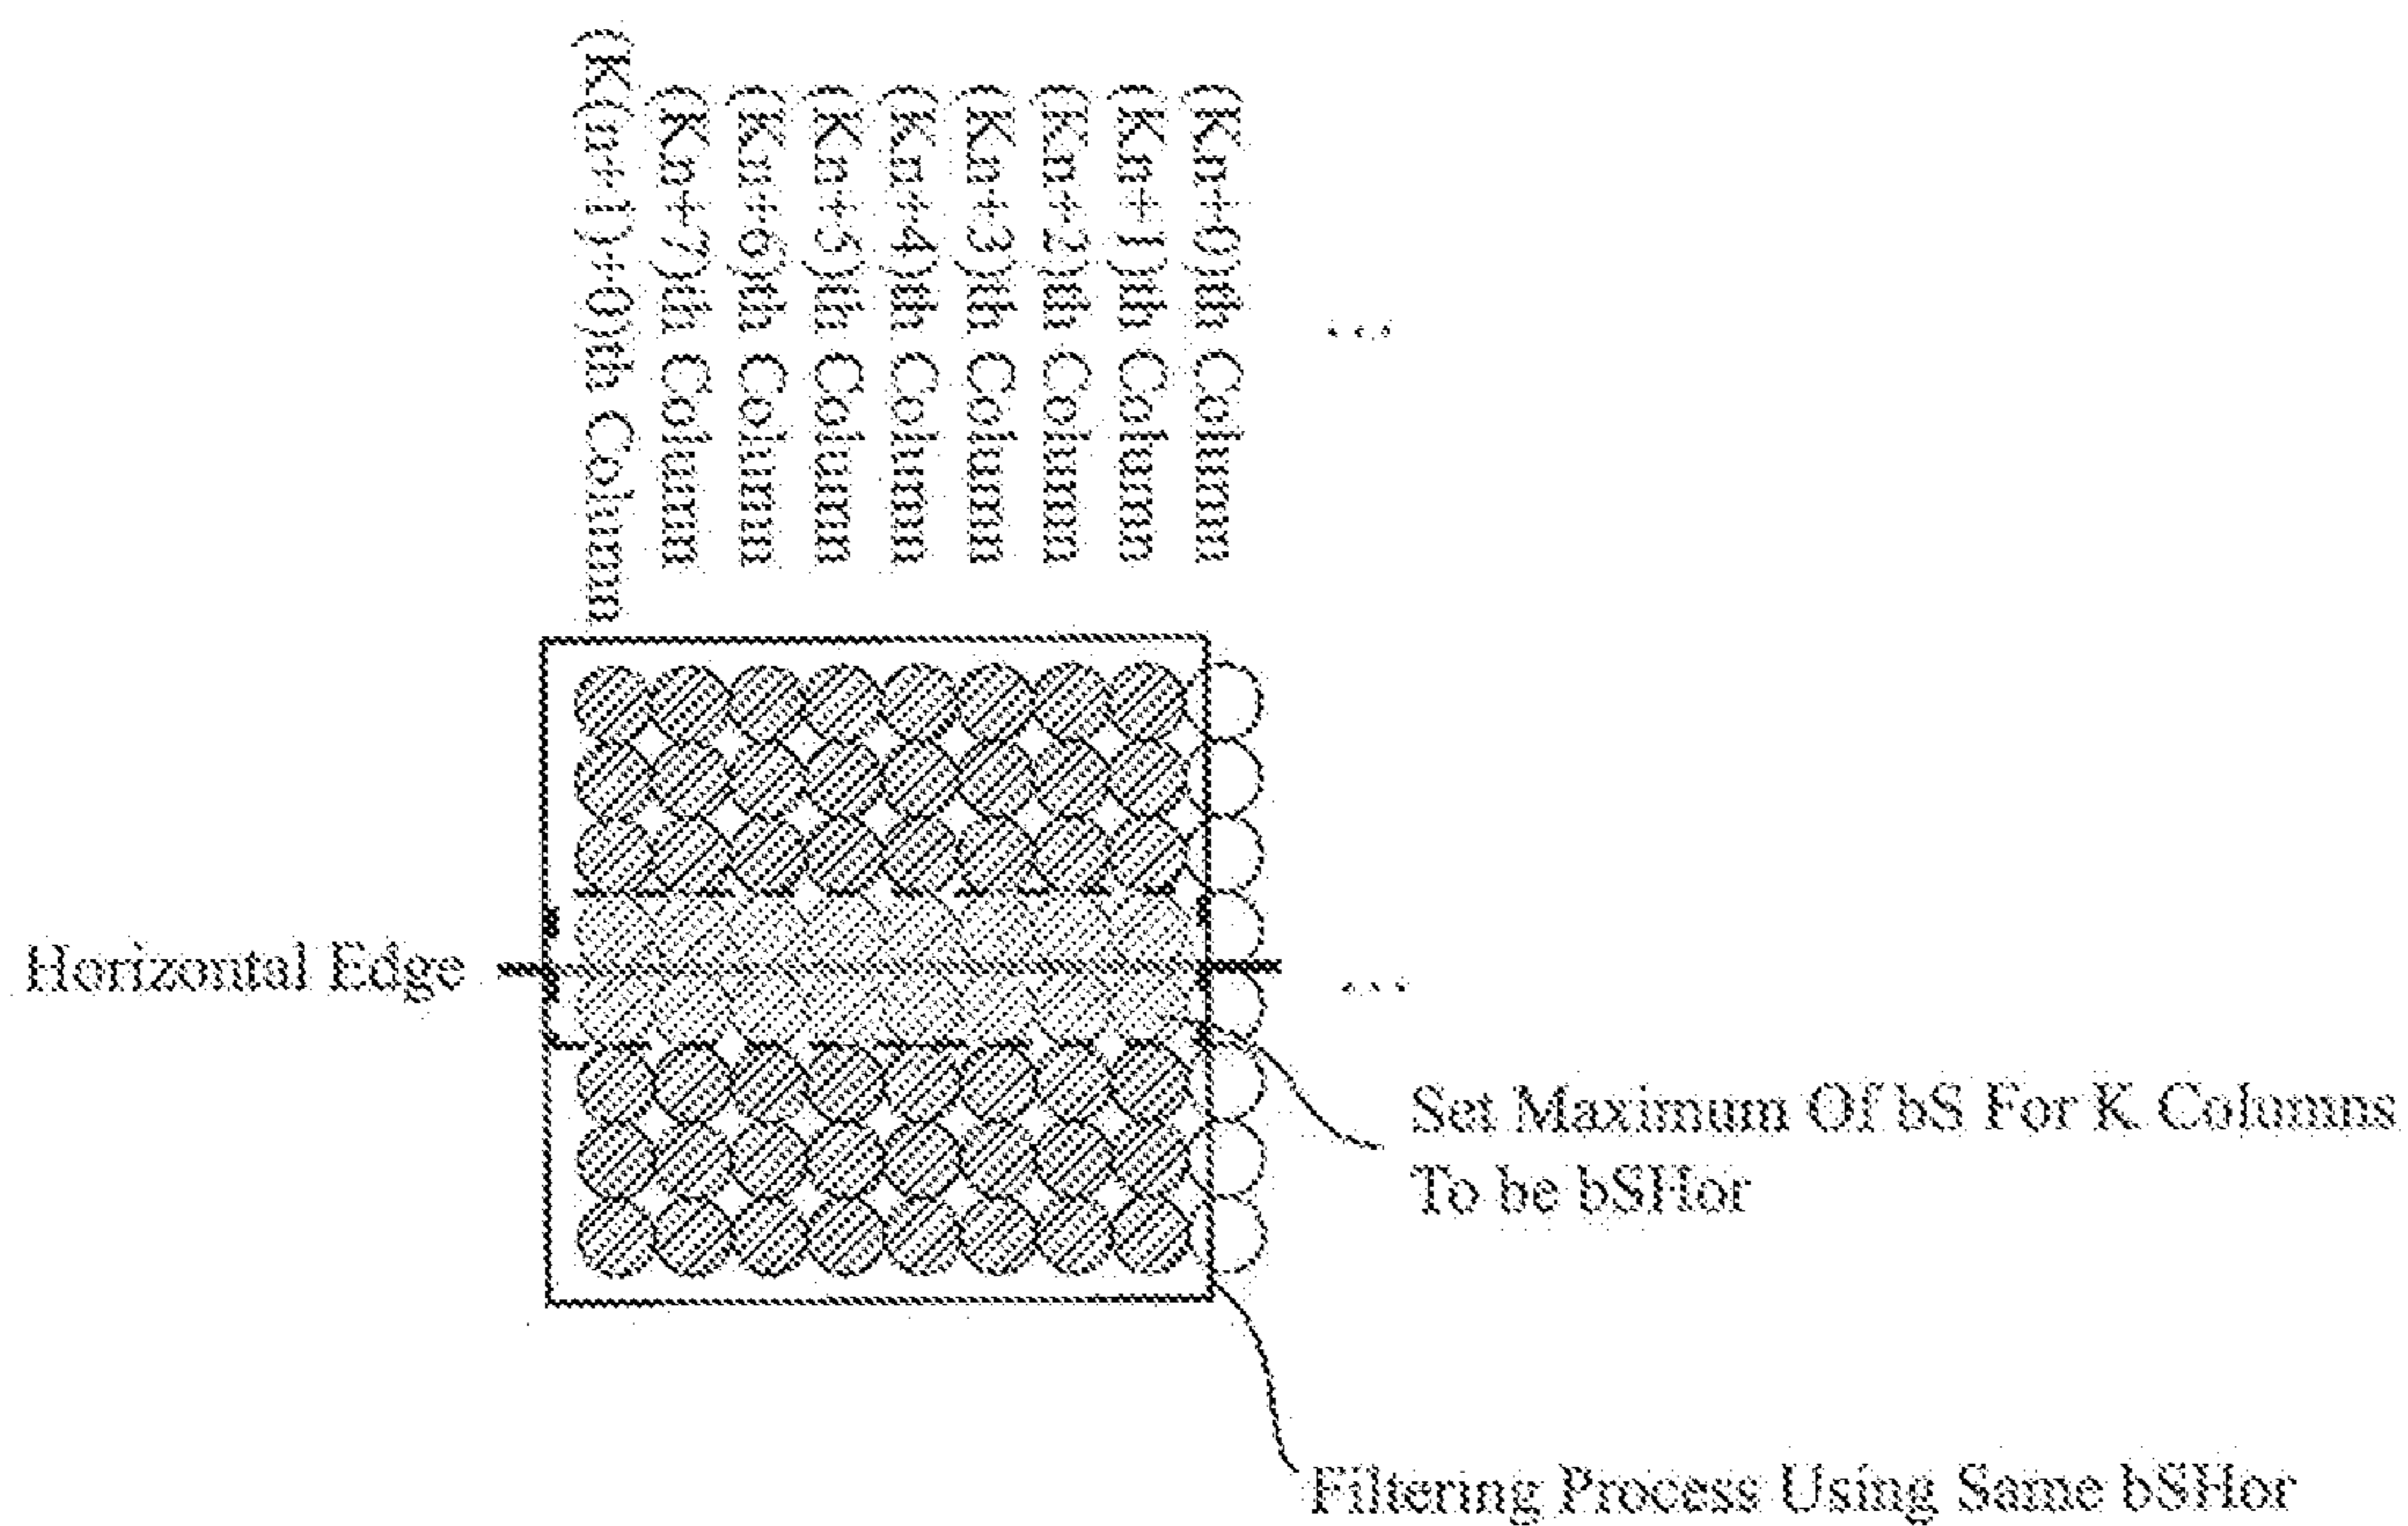 (K(n+1)+0)th Column
(Kn+7)th Column
(Kn+6)th Column
(Kn+5)th Column
(Kn+4)th Column
(Kn+3)th Column
(Kn+2)th Column
(Kn+1)th Column
(Kn+0)th Column
...
Horizontal Edge
...
Set Maximum Of bS For K Columns
To be bSHor
Filtering Process Using Same bSHor